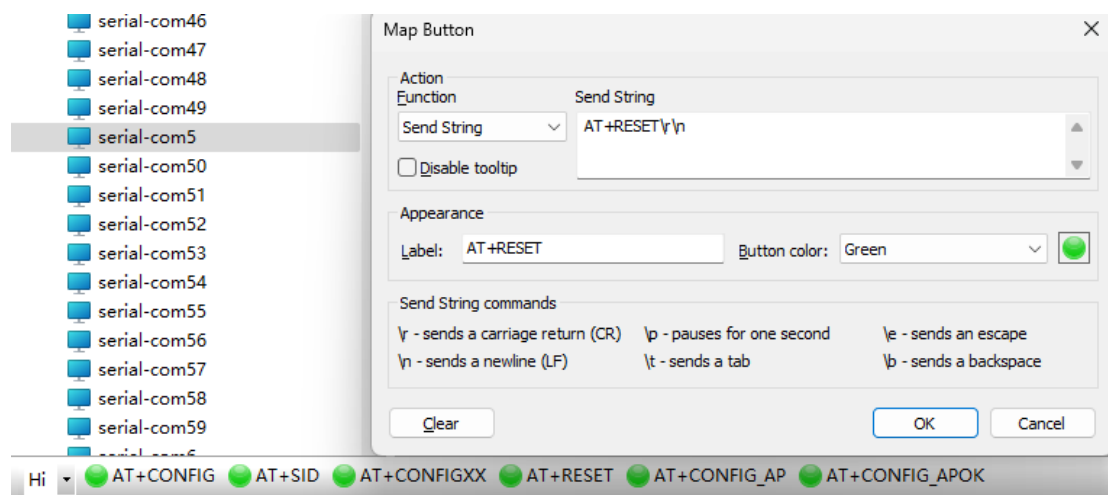 serial-com46
serial-com47
serial-com48
serial-com49
serial-com5
serial-com50
serial-com51
serial-com52
serial-com53
serial-com54
serial-com55
serial-com56
serial-com57
serial-com58
serial-com59
Map Button
Action
Function
Send String
Send String
AT+RESET\r\n
Disable tooltip
Appearance
Label: AT+RESET
Button color: Green
Send String commands
\r - sends a carriage return (CR) \p - pauses for one second \e - sends an escape
\n - sends a newline (LF) \t - sends a tab \b - sends a backspace
Clear OK Cancel
Hi AT+CONFIG AT+SID AT+CONFIGXX AT+RESET AT+CONFIG_AP AT+CONFIG_APOK